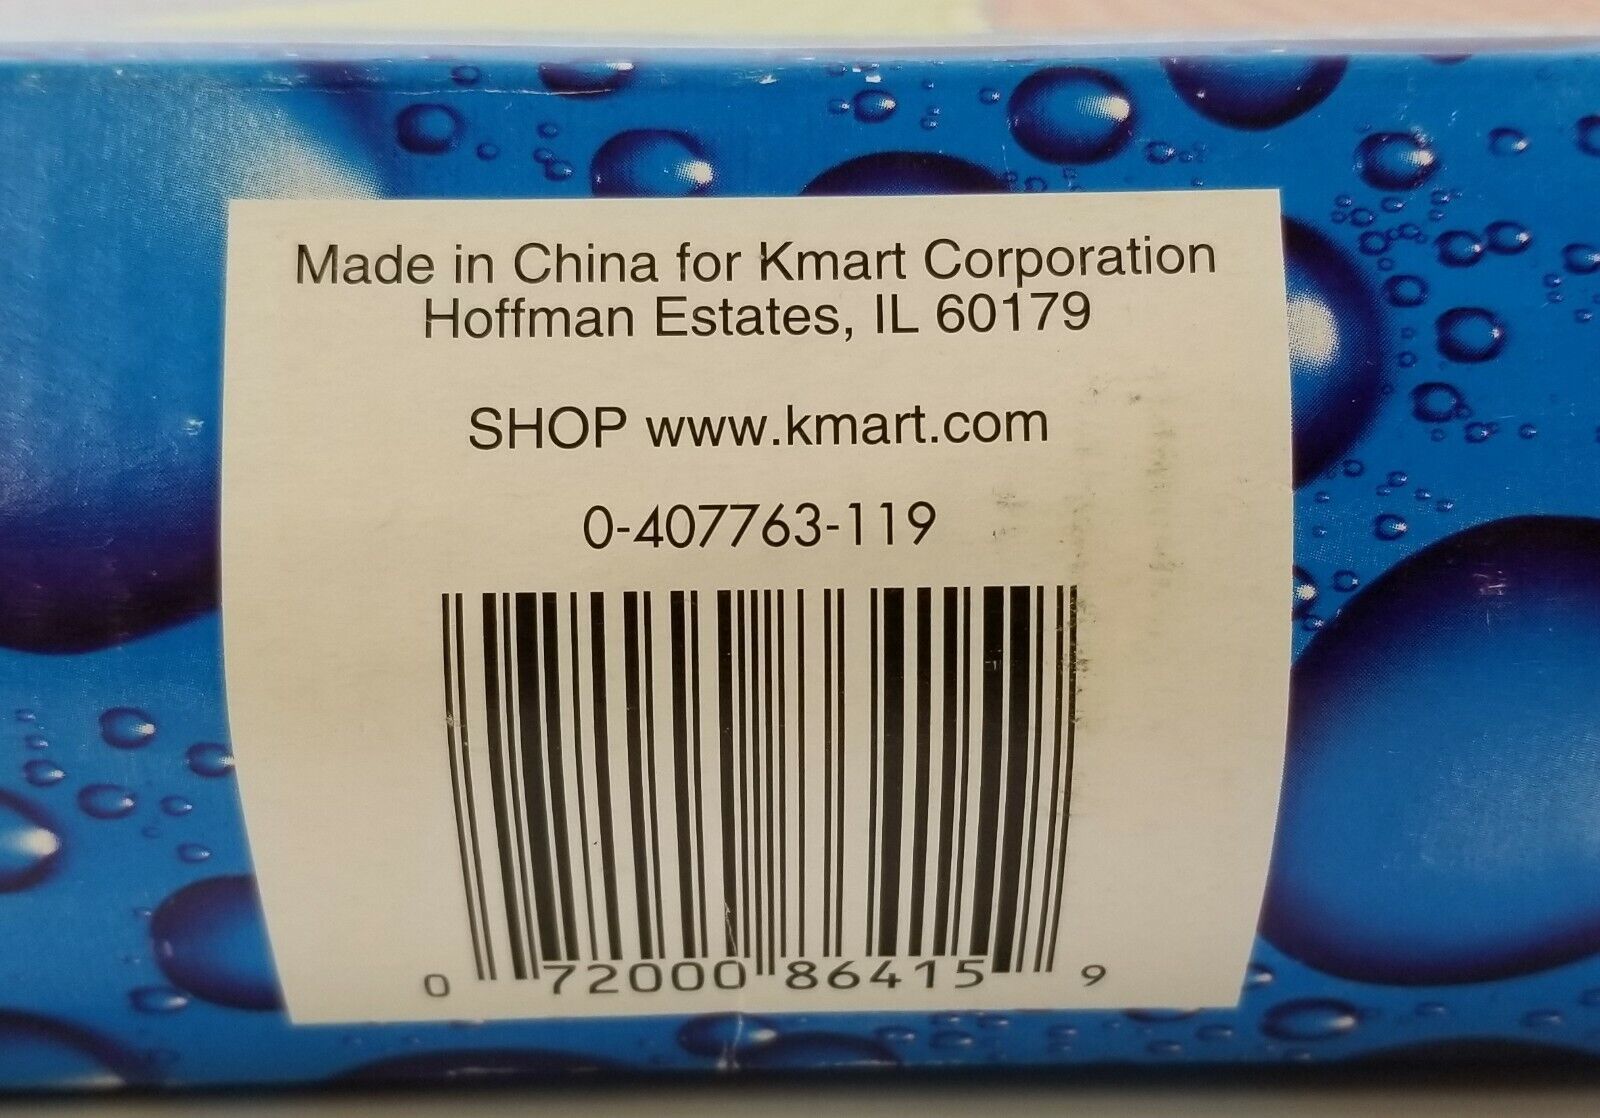 Made in China for Kmart Corporation
Hoffman Estates, IL 60179
SHOP www.kmart.com
0-407763-119
0 72000 86415 9